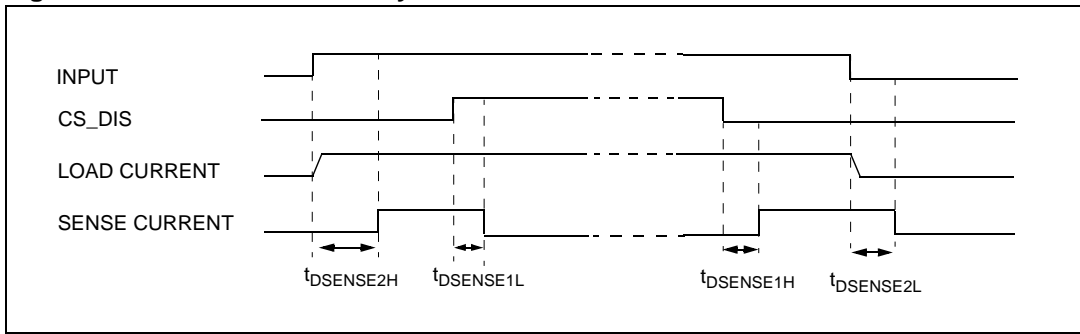 INPUT
CS_DIS
LOAD CURRENT
SENSE CURRENT
tDSENSE2H
tDSENSE1L
tDSENSE1H
tDSENSE2L